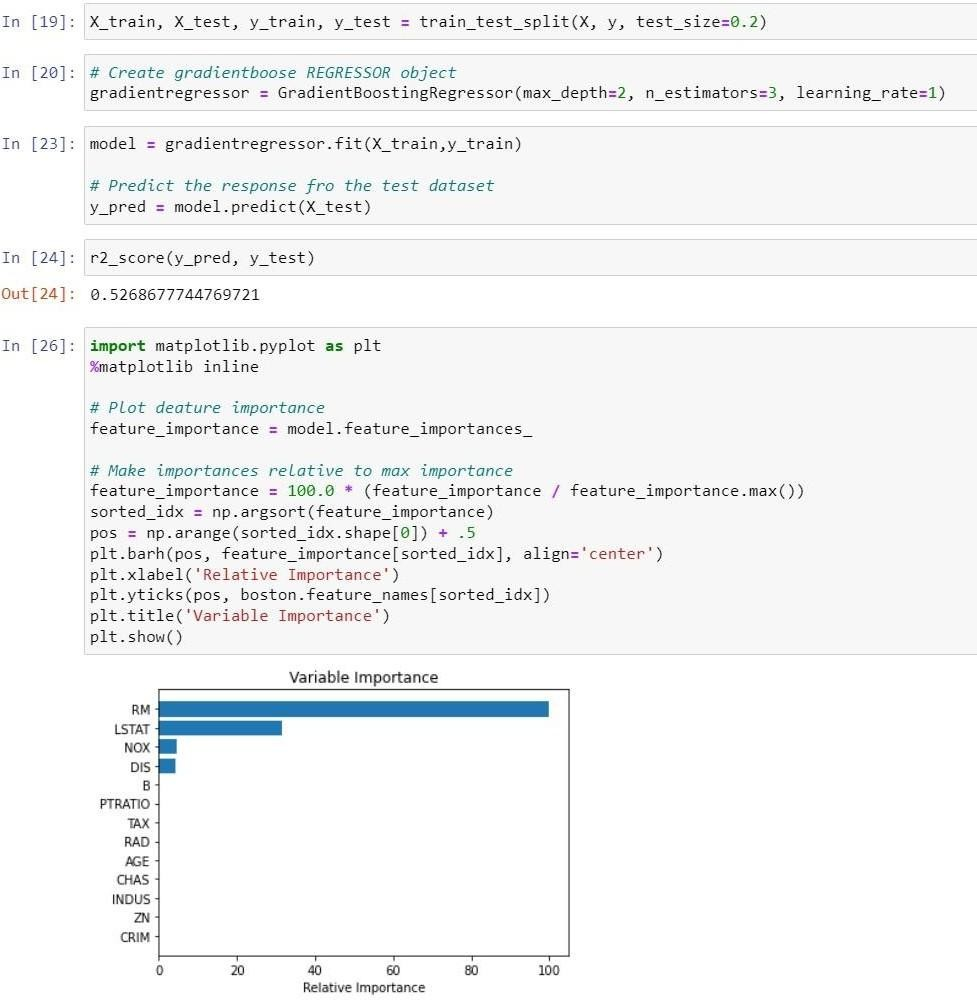 In [19]: X_train, X_test, y_train, y_test = train_test_split(X, y, test_size=0.2)
In [20]: # Create gradientboose REGRESSOR object
gradientregressor = GradientBoostingRegressor(max_depth=2, n_estimators=3, learning_rate=1)
In [23]: model = gradientregressor.fit(X_train,y_train)
# Predict the response fro the test dataset
y_pred = model.predict(X_test)
In [24]: r2_score(y_pred, y_test)
Out[24]: 0.5268677744769721
In [26]: import matplotlib.pyplot as plt
%matplotlib inline
# Plot deature importance
feature_importance = model.feature_importances_
# Make importances relative to max importance
feature_importance = 100.0 * (feature_importance / feature_importance.max())
sorted_idx = np.argsort(feature_importance)
pos = np.arange(sorted_idx.shape[0]) + .5
plt.barh(pos, feature_importance[sorted_idx], align='center')
plt.xlabel('Relative Importance')
plt.yticks(pos, boston.feature_names[sorted_idx])
plt.title('Variable Importance')
plt.show()
Variable Importance
RM
LSTAT
NOX
DIS
B
PTRATIO
TAX
RAD
AGE
CHAS
INDUS
ZN
CRIM
0 20 40 60 80 100
Relative Importance